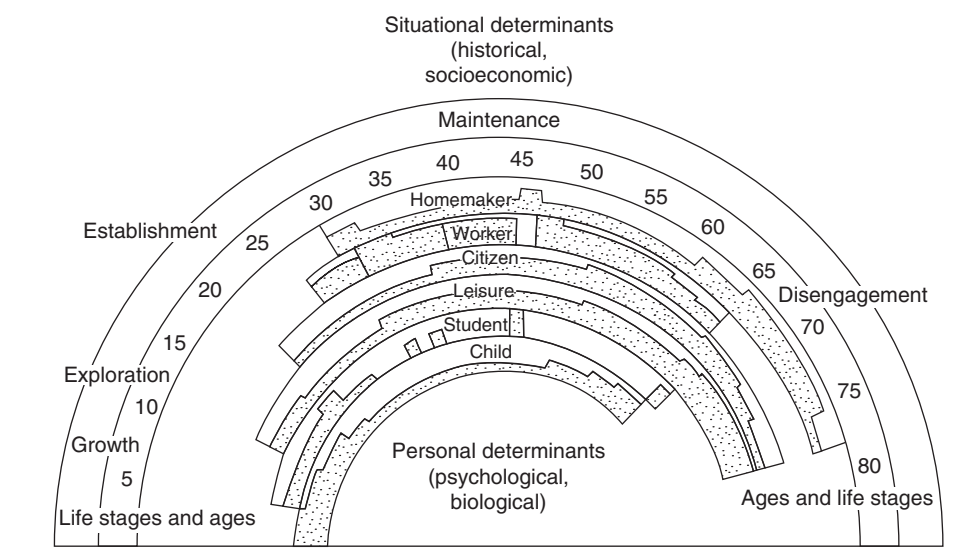 Situational determinants
(historical,
socioeconomic)
Maintenance
40
45
35
50
30
55
Homemaker
Establishment
25
60
Worker
Citizen
65
20
Leisure
Disengagement
Student
70
15
Child
Exploration
75
10
Growth
Personal determinants
(psychological,
biological)
5
80
Ages and life stages
Life stages and ages